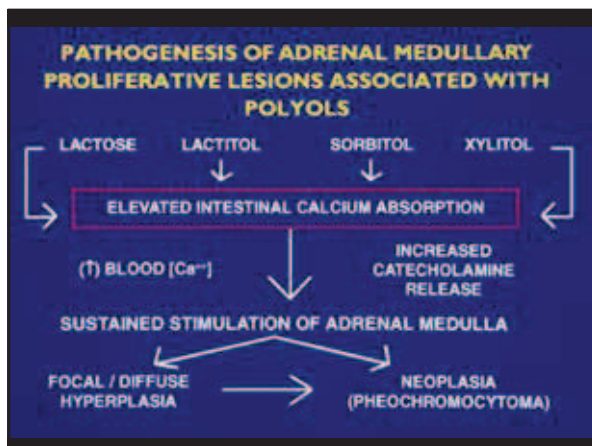 PATHOGENESIS OF ADRENAL MEDULLARY
PROLIFERATIVE LESIONS ASSOCIATED WITH
POLYOLS
LACTOSE LACTITOL SORBITOL XYLITOL
ELEVATED INTESTINAL CALCIUM ABSORPTION
(↑) BLOOD [Ca⁺⁺]
INCREASED
CATECHOLAMINE
RELEASE
SUSTAINED STIMULATION OF ADRENAL MEDULLA
FOCAL / DIFFUSE
HYPERPLASIA
NEOPLASIA
(PHEOCHROMOCYTOMA)